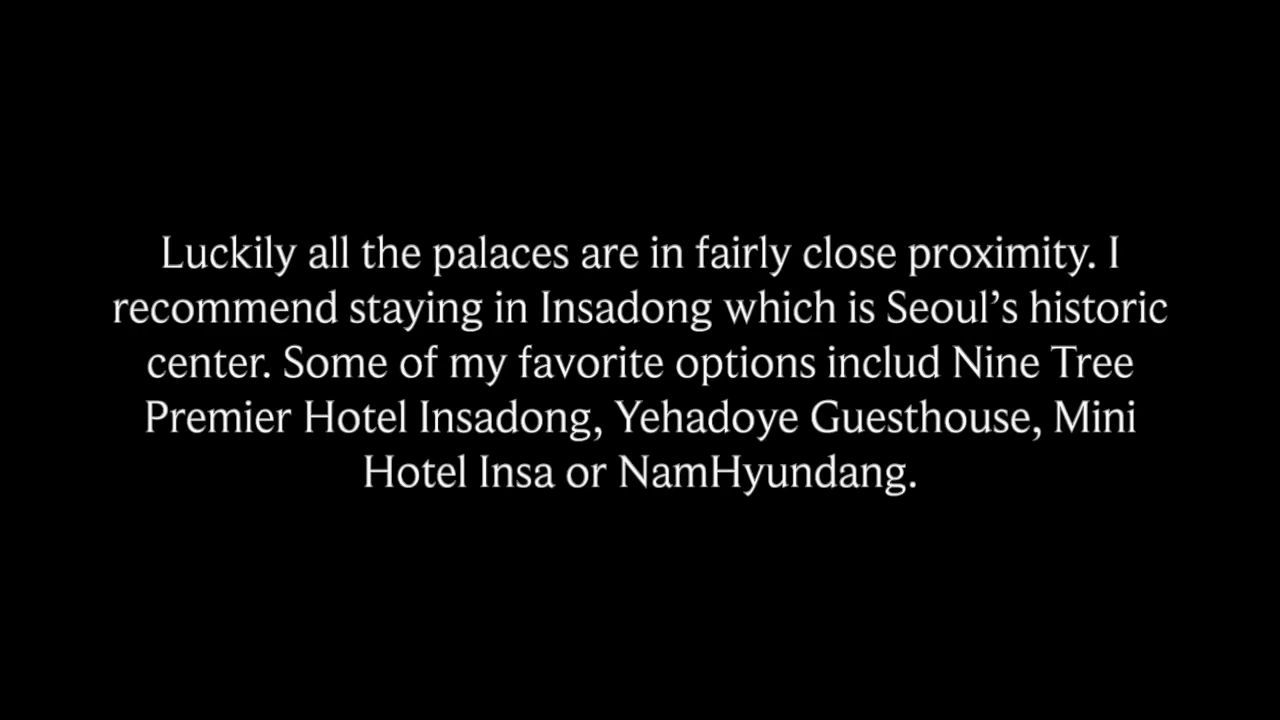 Luckily all the palaces are in fairly close proximity. I
recommend staying in Insadong which is Seoul’s historic
center. Some of my favorite options includ Nine Tree
Premier Hotel Insadong, Yehadoye Guesthouse, Mini
Hotel Insa or NamHyundang.